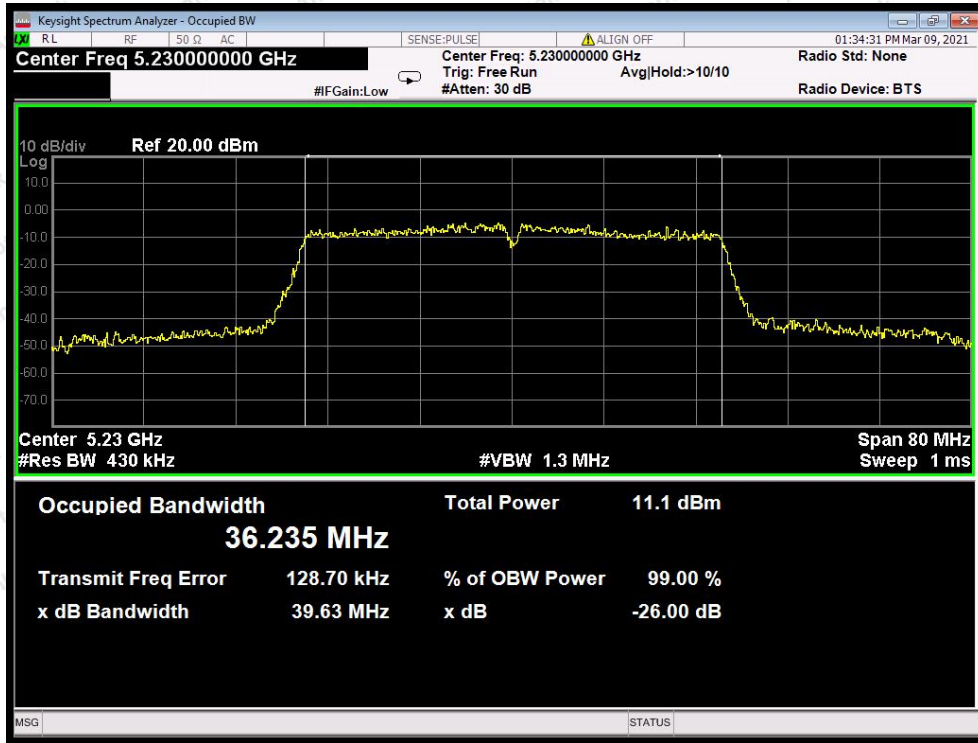 Keysight Spectrum Analyzer - Occupied BW
LXI RL RF 50 Ω AC SENSE:PULSE ALIGN OFF 01:34:31 PM Mar 09, 2021
Center Freq 5.230000000 GHz Center Freq: 5.230000000 GHz Radio Std: None
Trig: Free Run Avg|Hold:>10/10
#IFGain:Low #Atten: 30 dB Radio Device: BTS
10 dB/div Ref 20.00 dBm
Log
10.0
0.00
-10.0
-20.0
-30.0
-40.0
-50.0
-60.0
-70.0
Center 5.23 GHz Span 80 MHz
#Res BW 430 kHz #VBW 1.3 MHz Sweep 1 ms
Occupied Bandwidth Total Power 11.1 dBm
36.235 MHz
Transmit Freq Error 128.70 kHz % of OBW Power 99.00 %
x dB Bandwidth 39.63 MHz x dB -26.00 dB
MSG STATUS